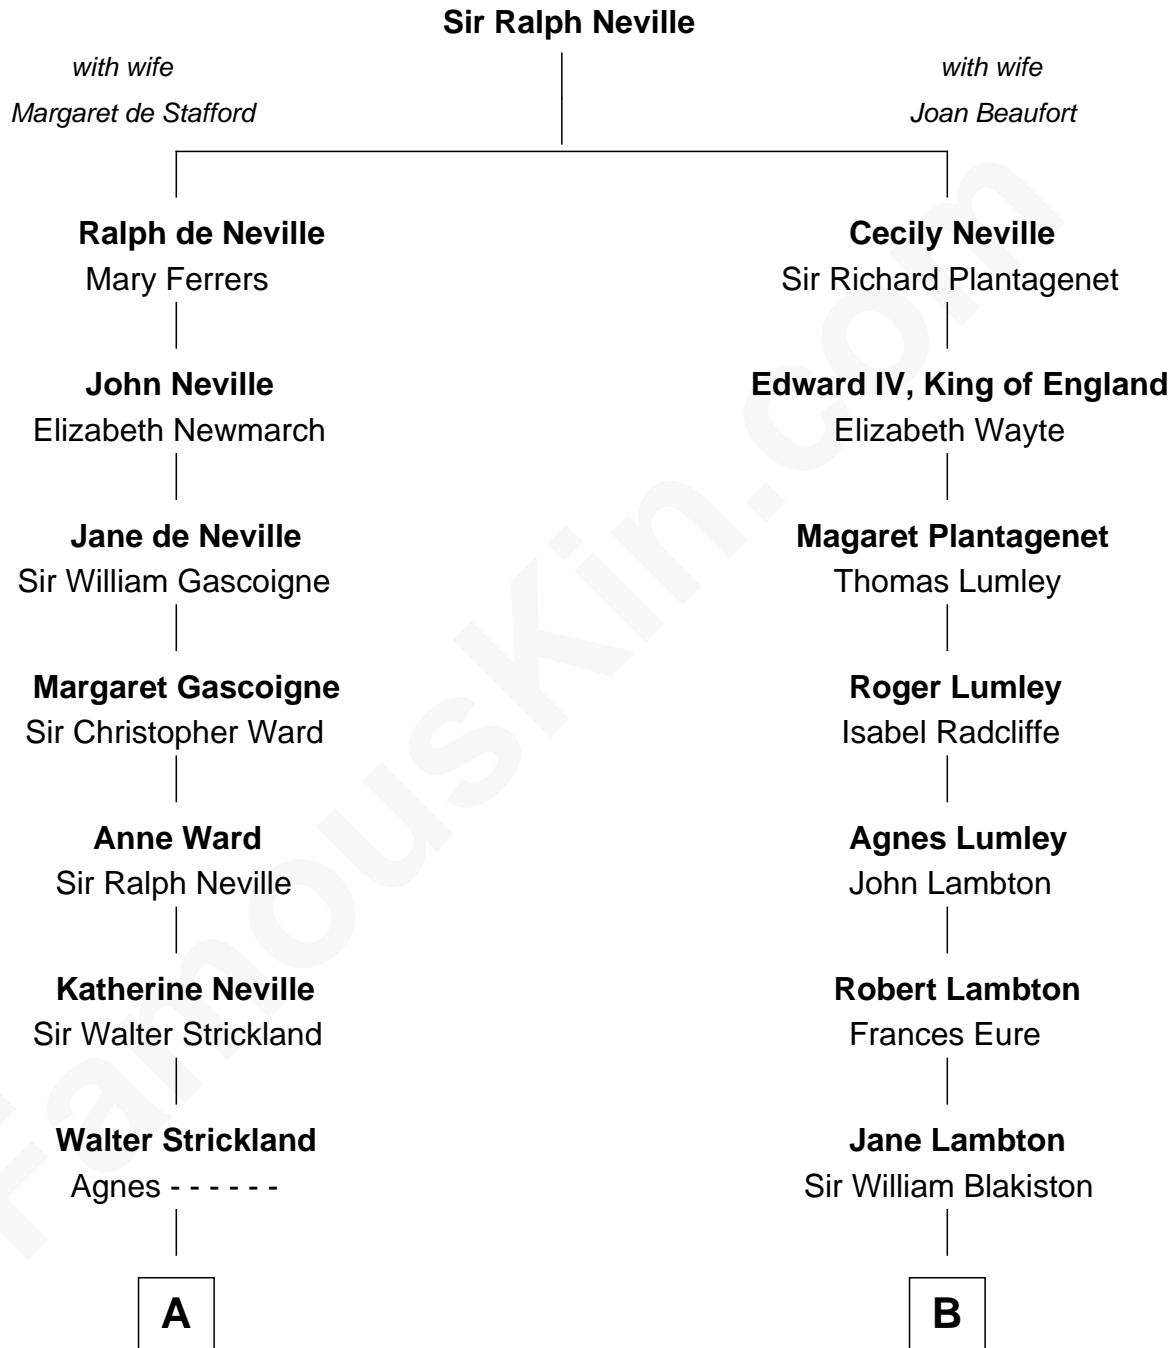 Sir Ralph Neville
with wife
Margaret de Stafford
with wife
Joan Beaufort
Ralph de Neville
Mary Ferrers
Cecily Neville
Sir Richard Plantagenet
John Neville
Elizabeth Newmarch
Edward IV, King of England
Elizabeth Wayte
Jane de Neville
Sir William Gascoigne
Magaret Plantagenet
Thomas Lumley
Margaret Gascoigne
Sir Christopher Ward
Roger Lumley
Isabel Radcliffe
Anne Ward
Sir Ralph Neville
Agnes Lumley
John Lambton
Katherine Neville
Sir Walter Strickland
Robert Lambton
Frances Eure
Walter Strickland
Agnes - - - - - -
Jane Lambton
Sir William Blakiston
A
B
FamousKin.com